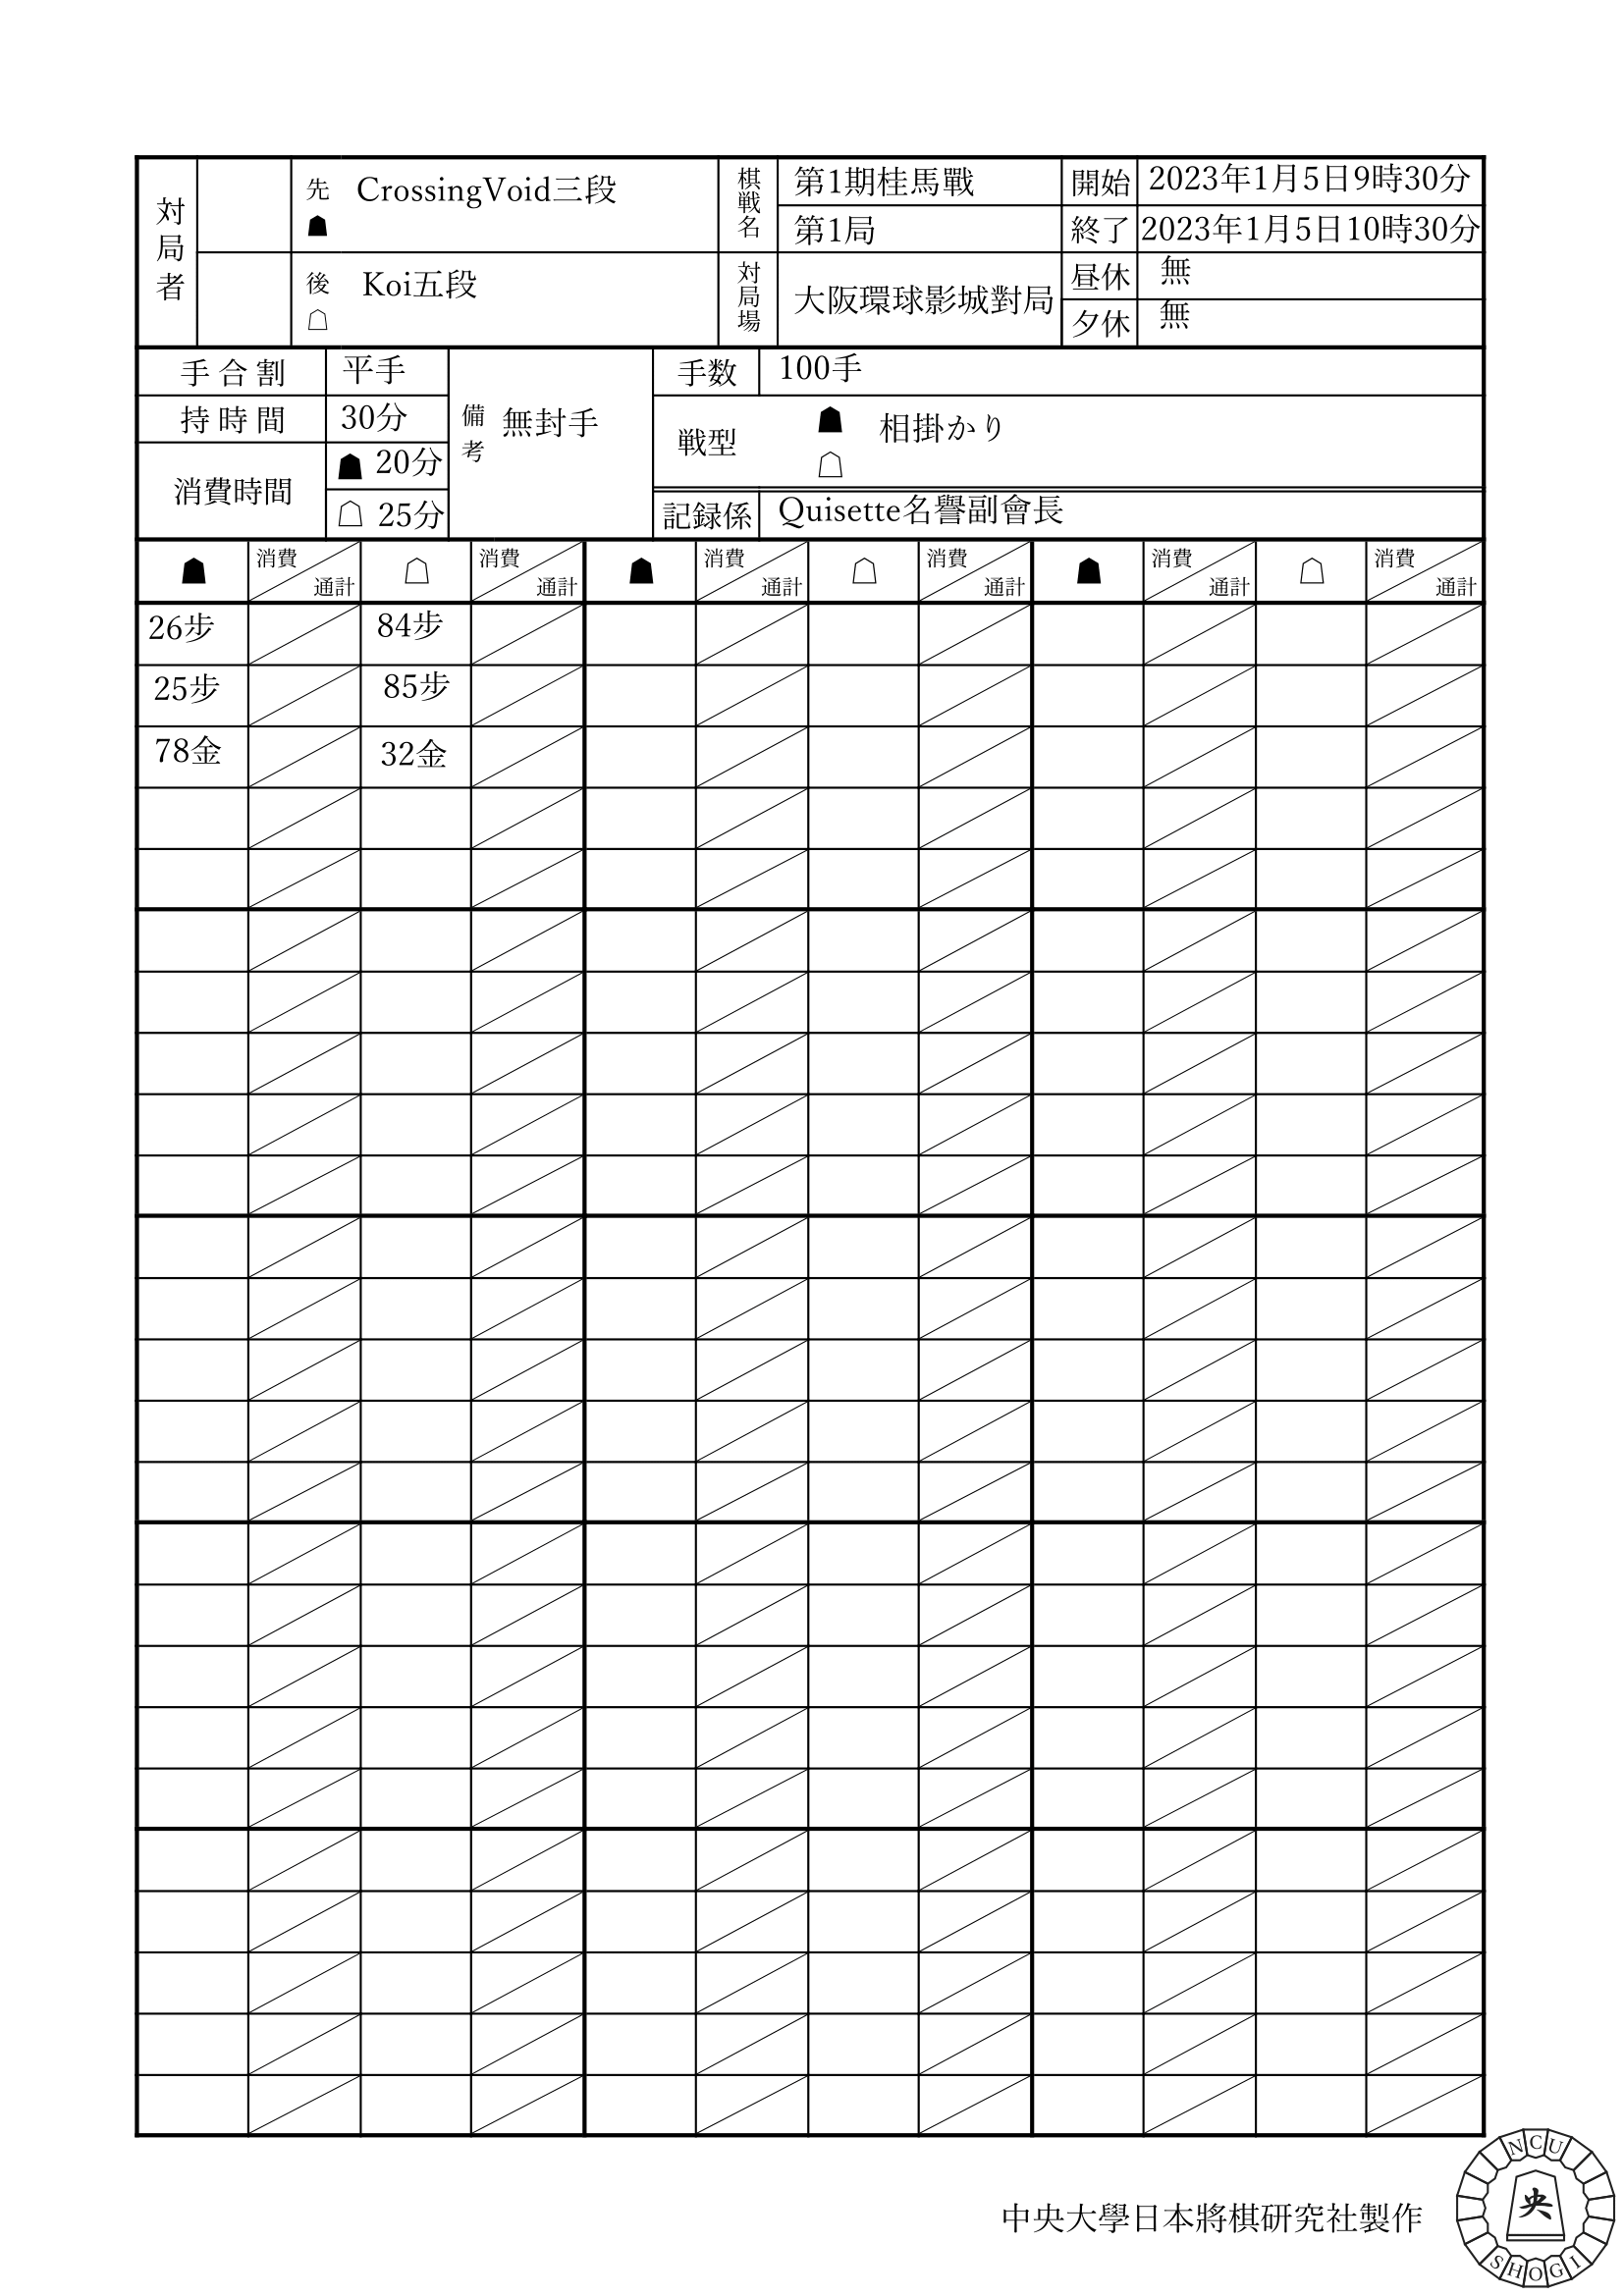 対局者
先 CrossingVoid三段
☗
後 Koi五段
☖
棋戦名 第1期桂馬戰
第1局
対局場 大阪環球影城對局
開始 2023年1月5日9時30分
終了 2023年1月5日10時30分
昼休 無
夕休 無
手合割 平手
持時間 30分
消費時間 ☗ 20分
☖ 25分
備考 無封手
手数 100手
戦型 ☗ 相掛かり
☖
記録係 Quisette名譽副會長
☗ 消費 通計 ☖ 消費 通計 ☗ 消費 通計 ☖ 消費 通計 ☗ 消費 通計 ☖ 消費 通計
26步 84步
25步 85步
78金 32金
中央大學日本將棋研究社製作
NCU
央
SHOGI